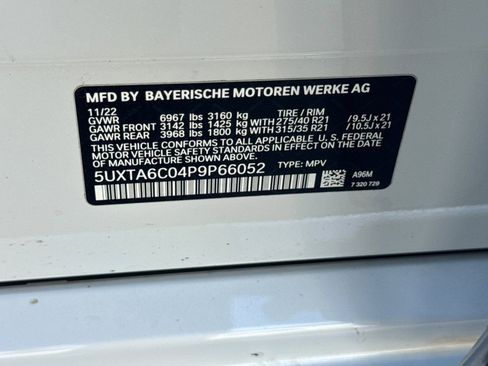 MFD BY BAYERISCHE MOTOREN WERKE AG
11/22 TIRE / RIM
GVWR 6967 lbs 3160 kg
GAWR FRONT 3142 lbs 1425 kg W/275/40 R21 / 9.5J x 21
GAWR REAR 3968 lbs 1800 kg W/315/35 R21 / 10.5J x 21
THIS MPV CONFORMS TO ALL APPLICABLE U.S. FEDERAL
MOTOR VEHICLE SAFETY STANDARDS IN EFFECT ON THE DATE
OF MANUFACTURE SHOWN ABOVE.
5UXTA6C04P9P66052 TYPE: MPV
A96M
7 320 729